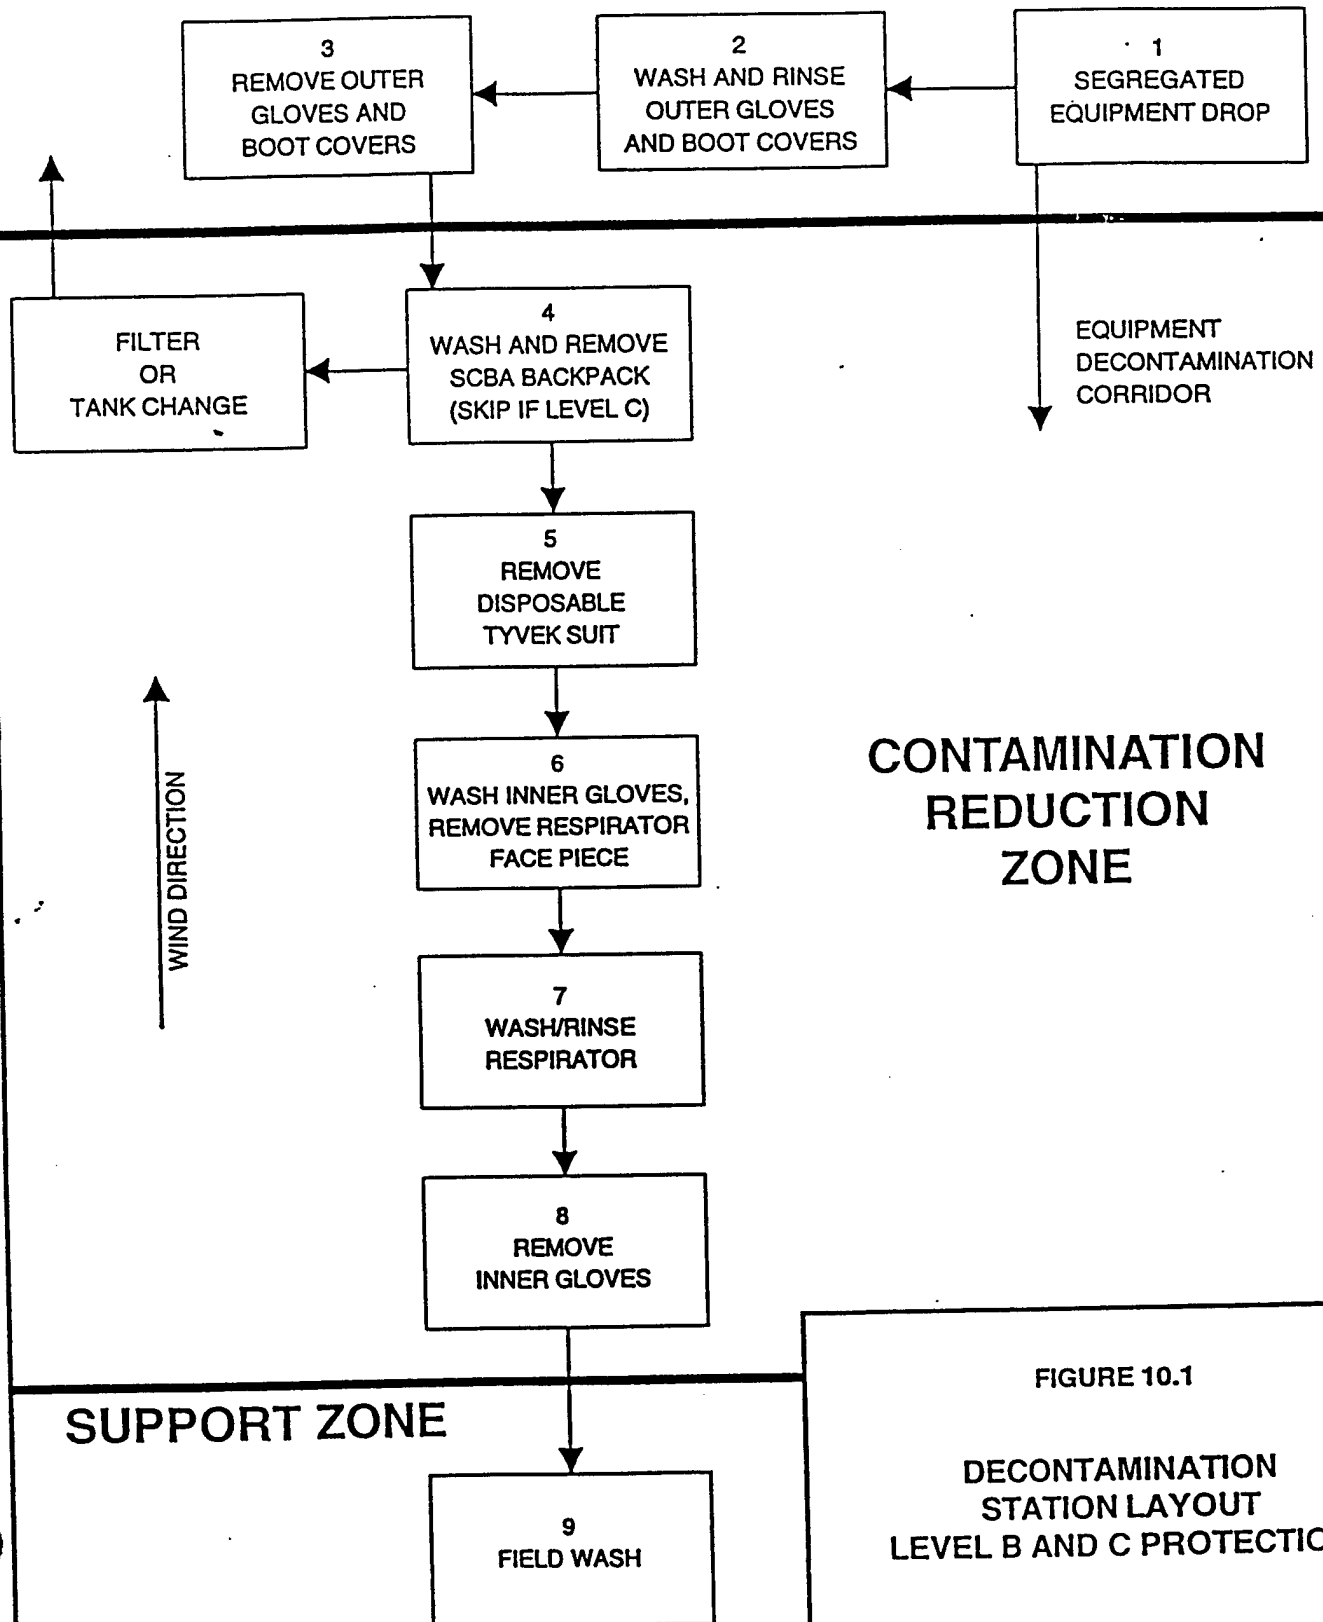 3
REMOVE OUTER
GLOVES AND
BOOT COVERS
2
WASH AND RINSE
OUTER GLOVES
AND BOOT COVERS
1
SEGREGATED
EQUIPMENT DROP
FILTER
OR
TANK CHANGE
4
WASH AND REMOVE
SCBA BACKPACK
(SKIP IF LEVEL C)
EQUIPMENT
DECONTAMINATION
CORRIDOR
5
REMOVE
DISPOSABLE
TYVEK SUIT
WIND DIRECTION
6
WASH INNER GLOVES,
REMOVE RESPIRATOR
FACE PIECE
CONTAMINATION
REDUCTION
ZONE
7
WASH/RINSE
RESPIRATOR
8
REMOVE
INNER GLOVES
SUPPORT ZONE
9
FIELD WASH
FIGURE 10.1
DECONTAMINATION
STATION LAYOUT
LEVEL B AND C PROTECTIO